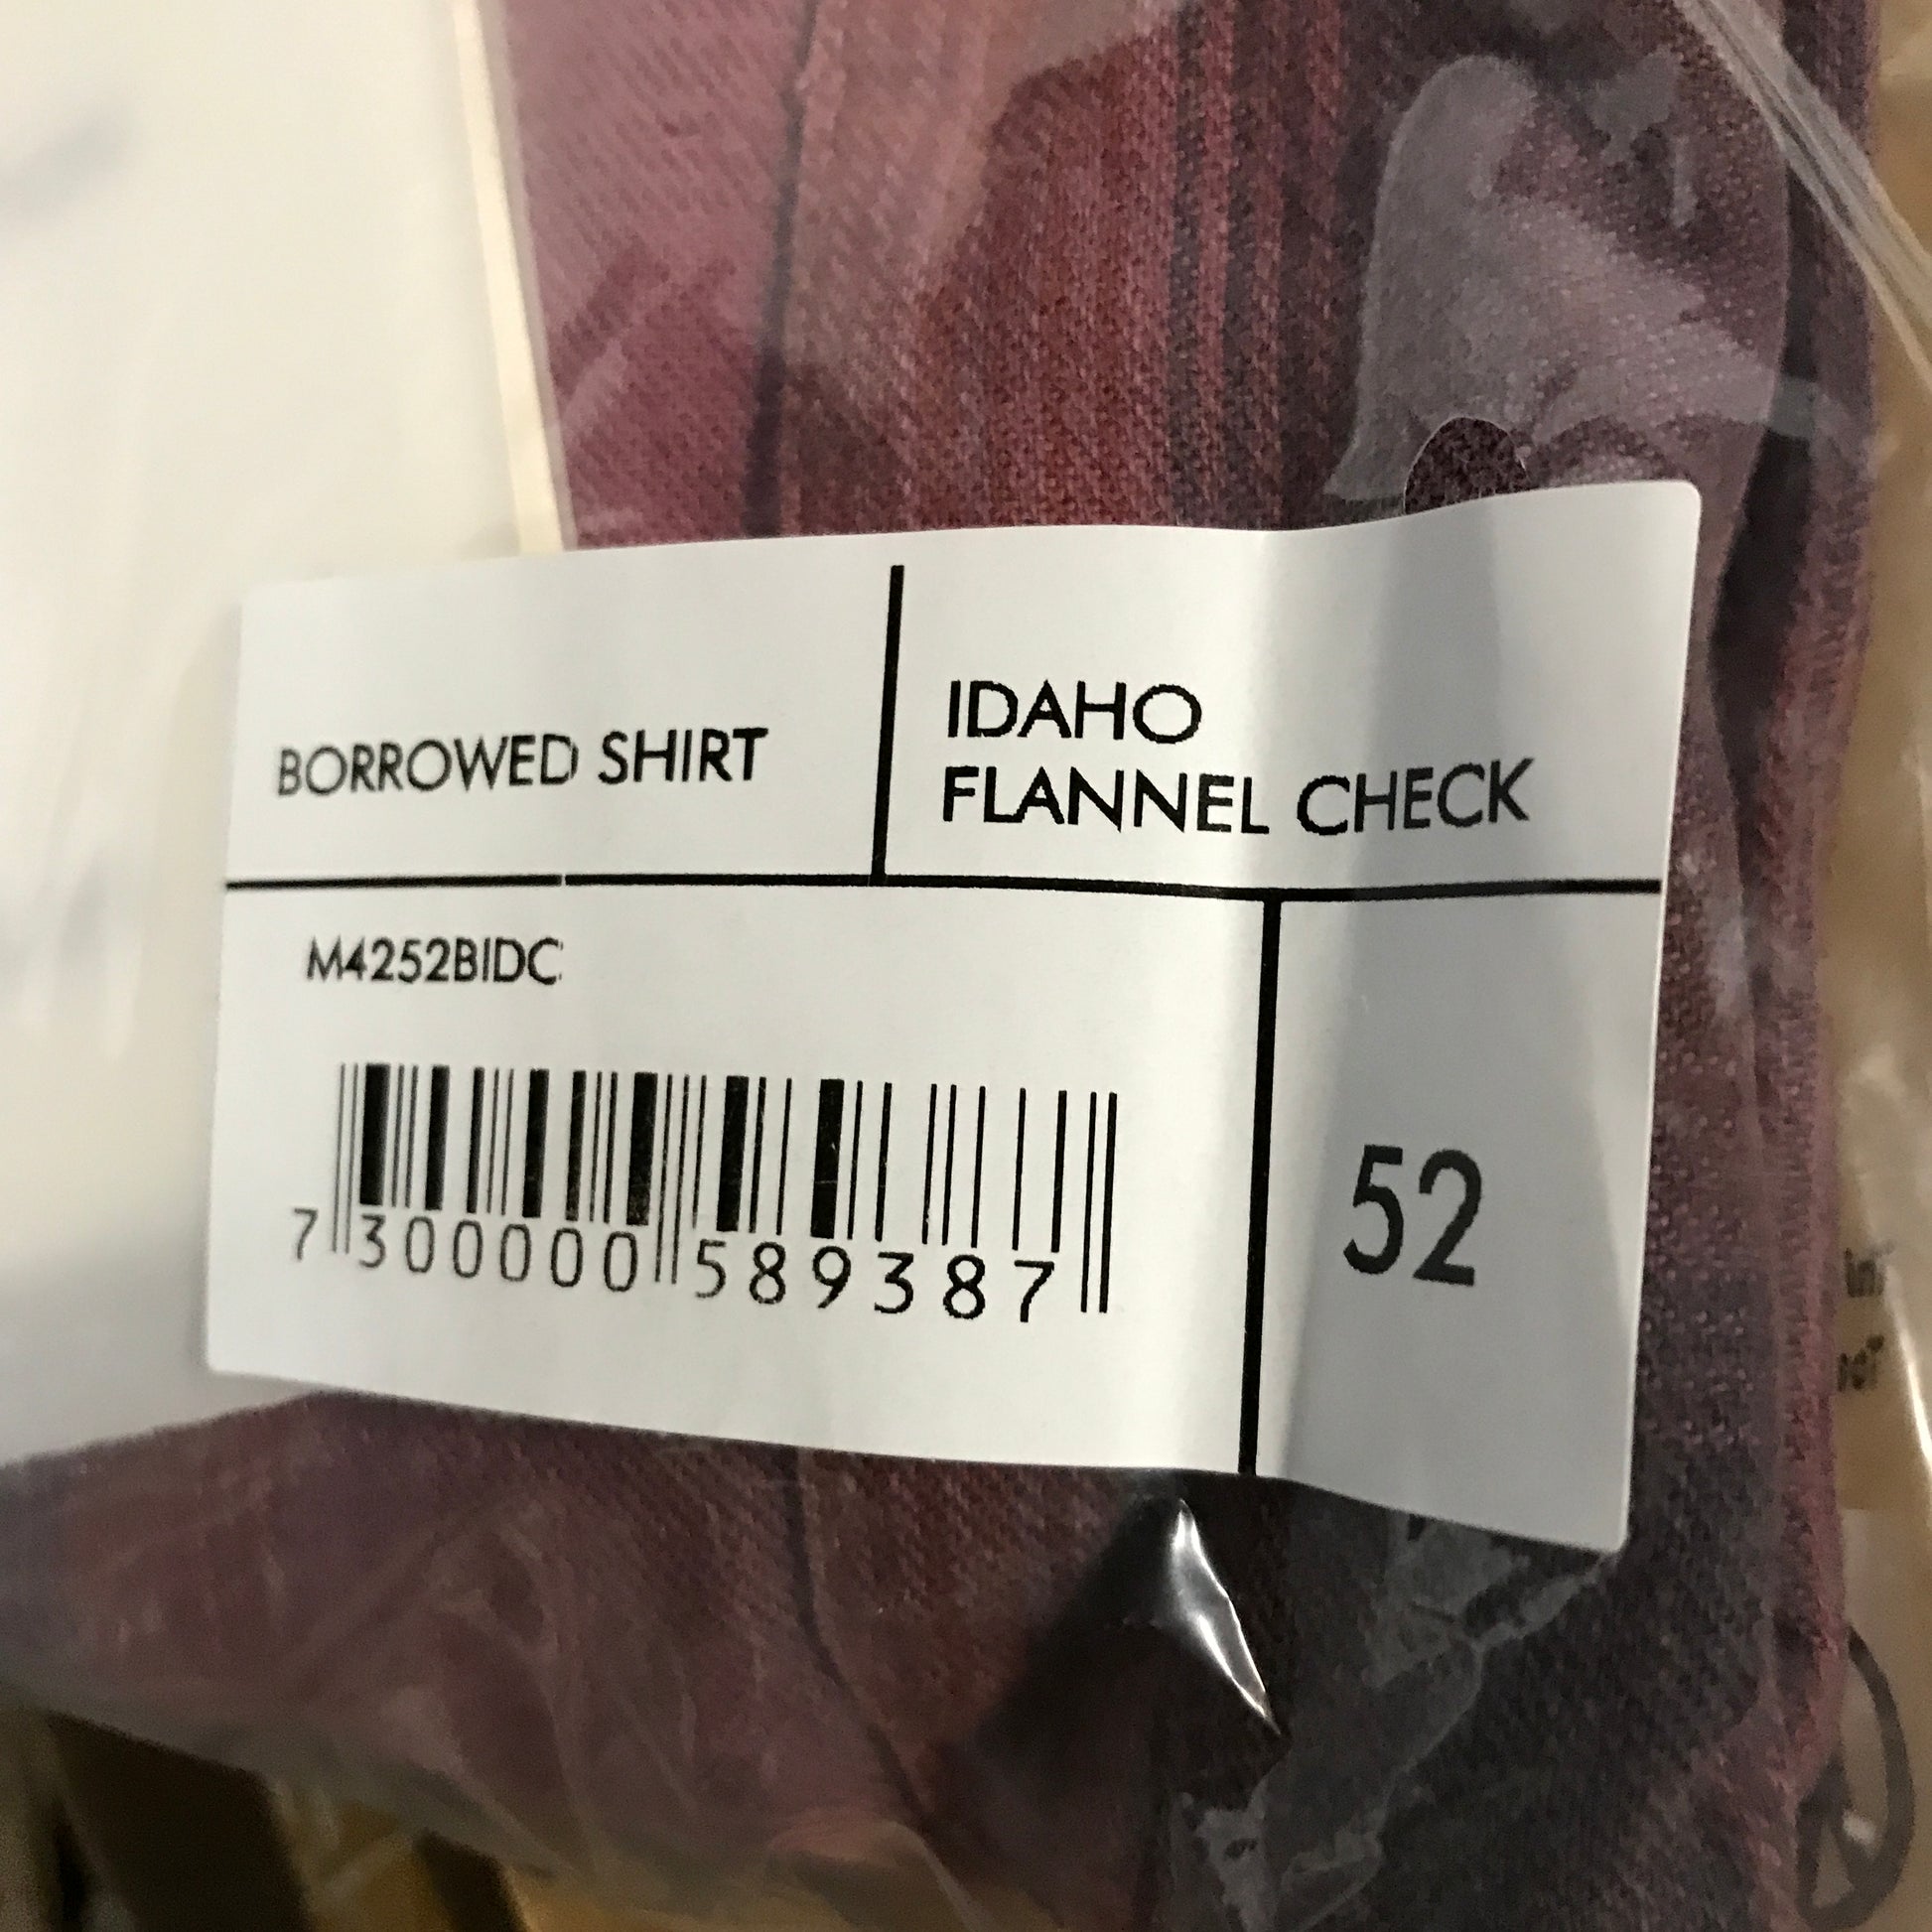 BORROWED SHIRT
IDAHO
FLANNEL CHECK
M4252BIDC
7 300000 589387
52